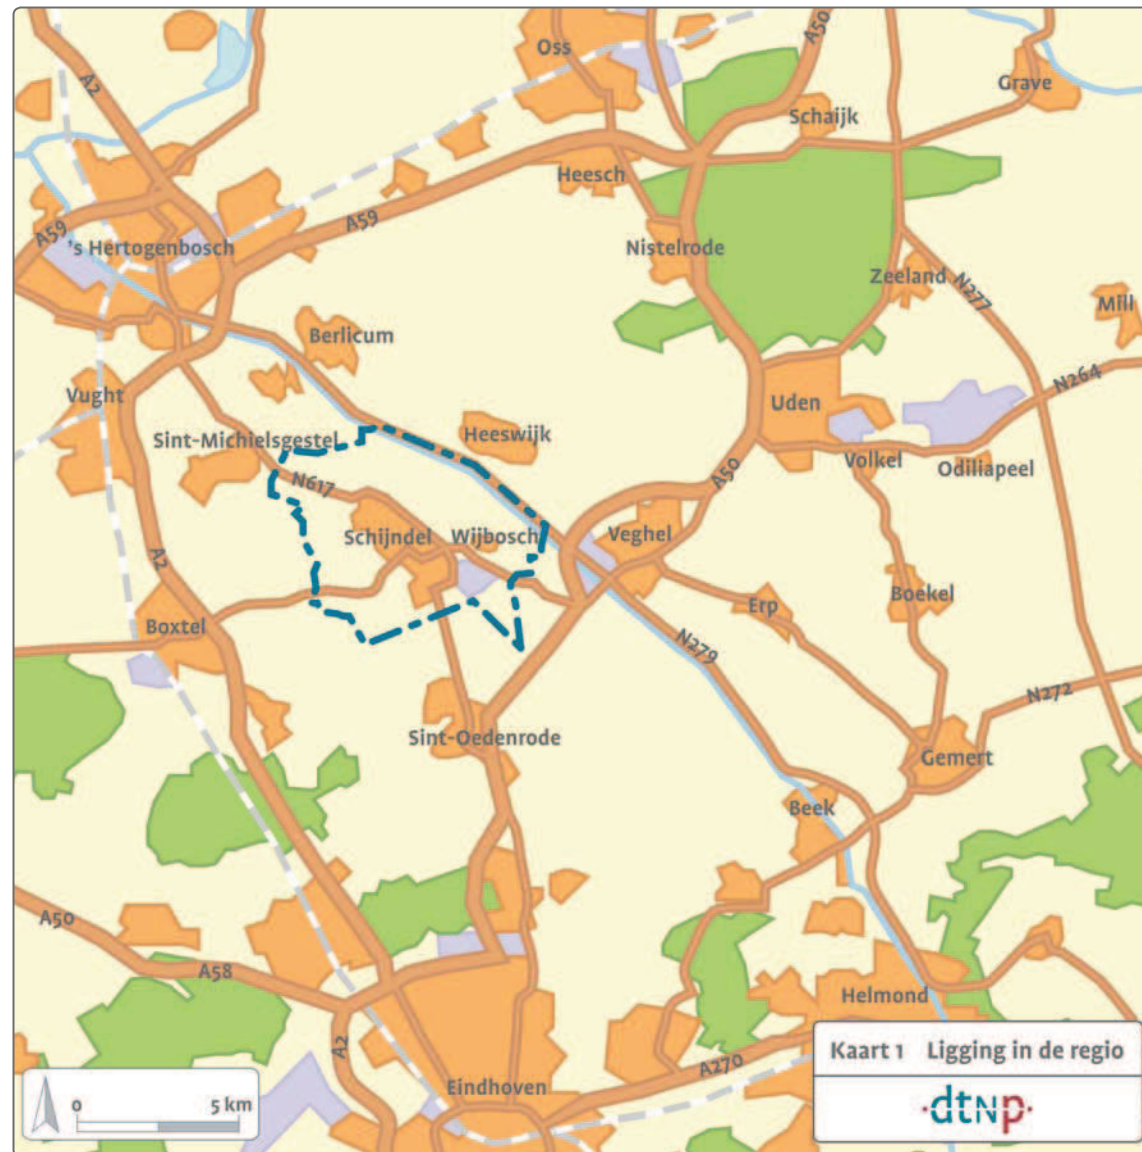 A50
Oss
A2
Grave
Schaijk
Heesch
A59
A59
's Hertogenbosch
Nistelrode
Zeeland
N277
Mill
Berlicum
N264
Vught
Uden
Sint-Michielsgestel
Heeswijk
Volkel
Odiliapeel
A50
N617
Schijndel
Wijbosch
Veghel
A2
Boekel
Erp
Boxtel
N279
N272
Sint-Oedenrode
Gemert
Beek
A50
A58
Helmond
A2
Kaart 1 Ligging in de regio
A270
Eindhoven
0 5 km
dtnp